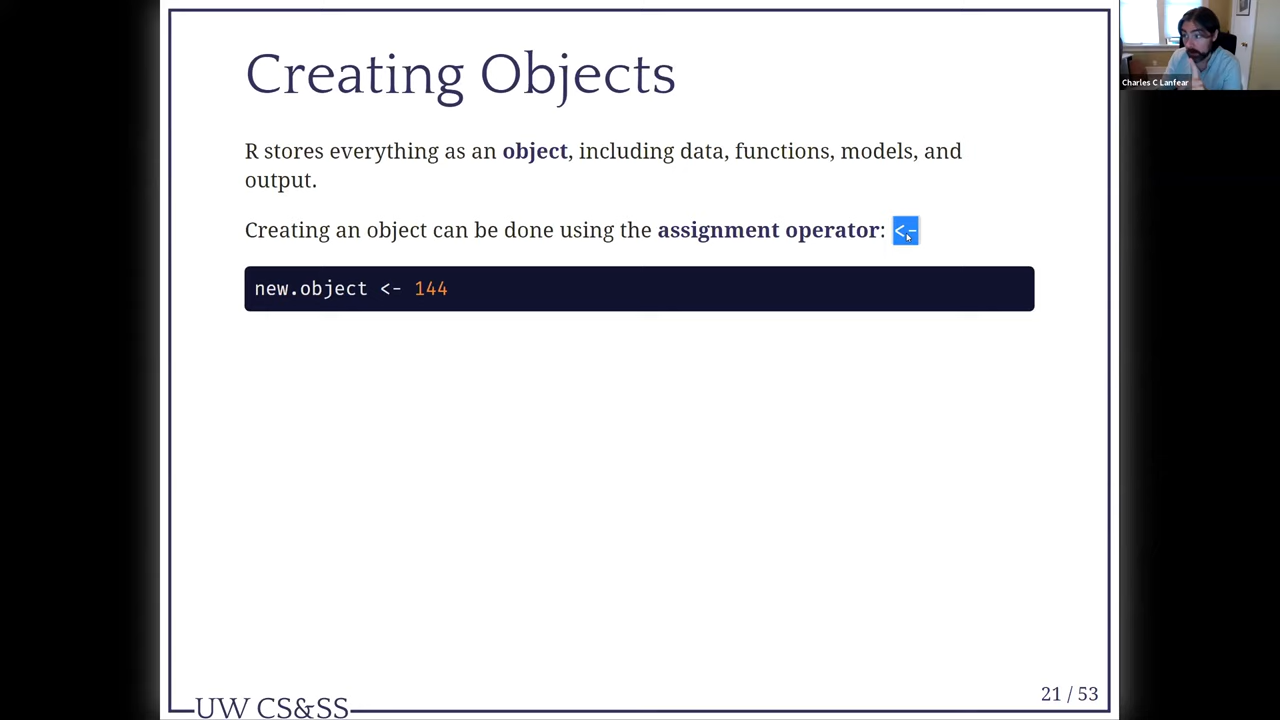 Creating Objects
Charles C Lanfear
R stores everything as an object, including data, functions, models, and
output.
Creating an object can be done using the assignment operator: <-
new.object <- 144
21 / 53
UW CS&SS